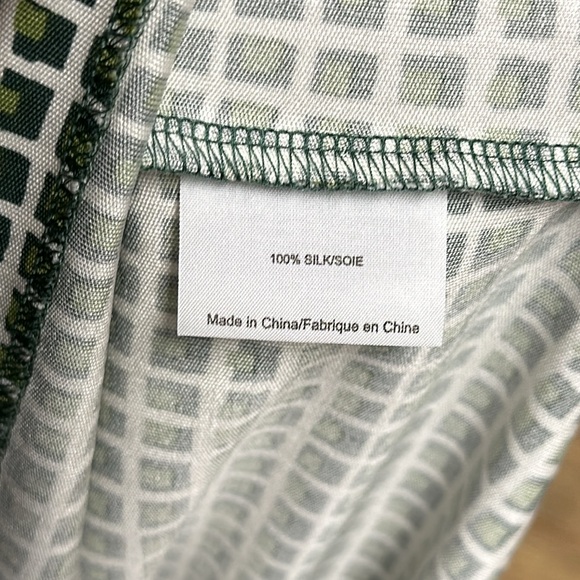 100% SILK/SOIE
Made in China/Fabrique en Chine